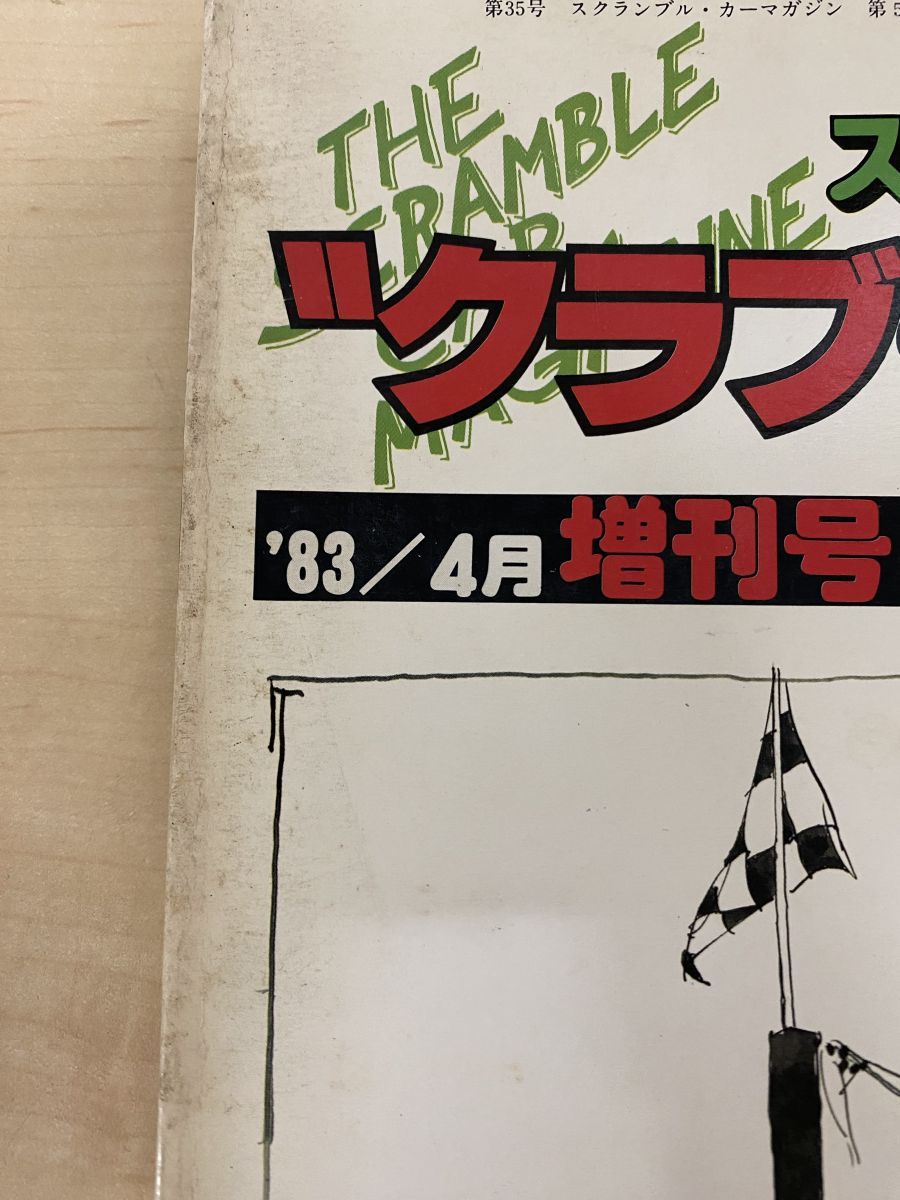 第35号 スクランブル・カーマガジン 第5
THE
SCRAMBLE
CAR
MAGAZINE
ス
"クラブ
'83/4月 増刊号